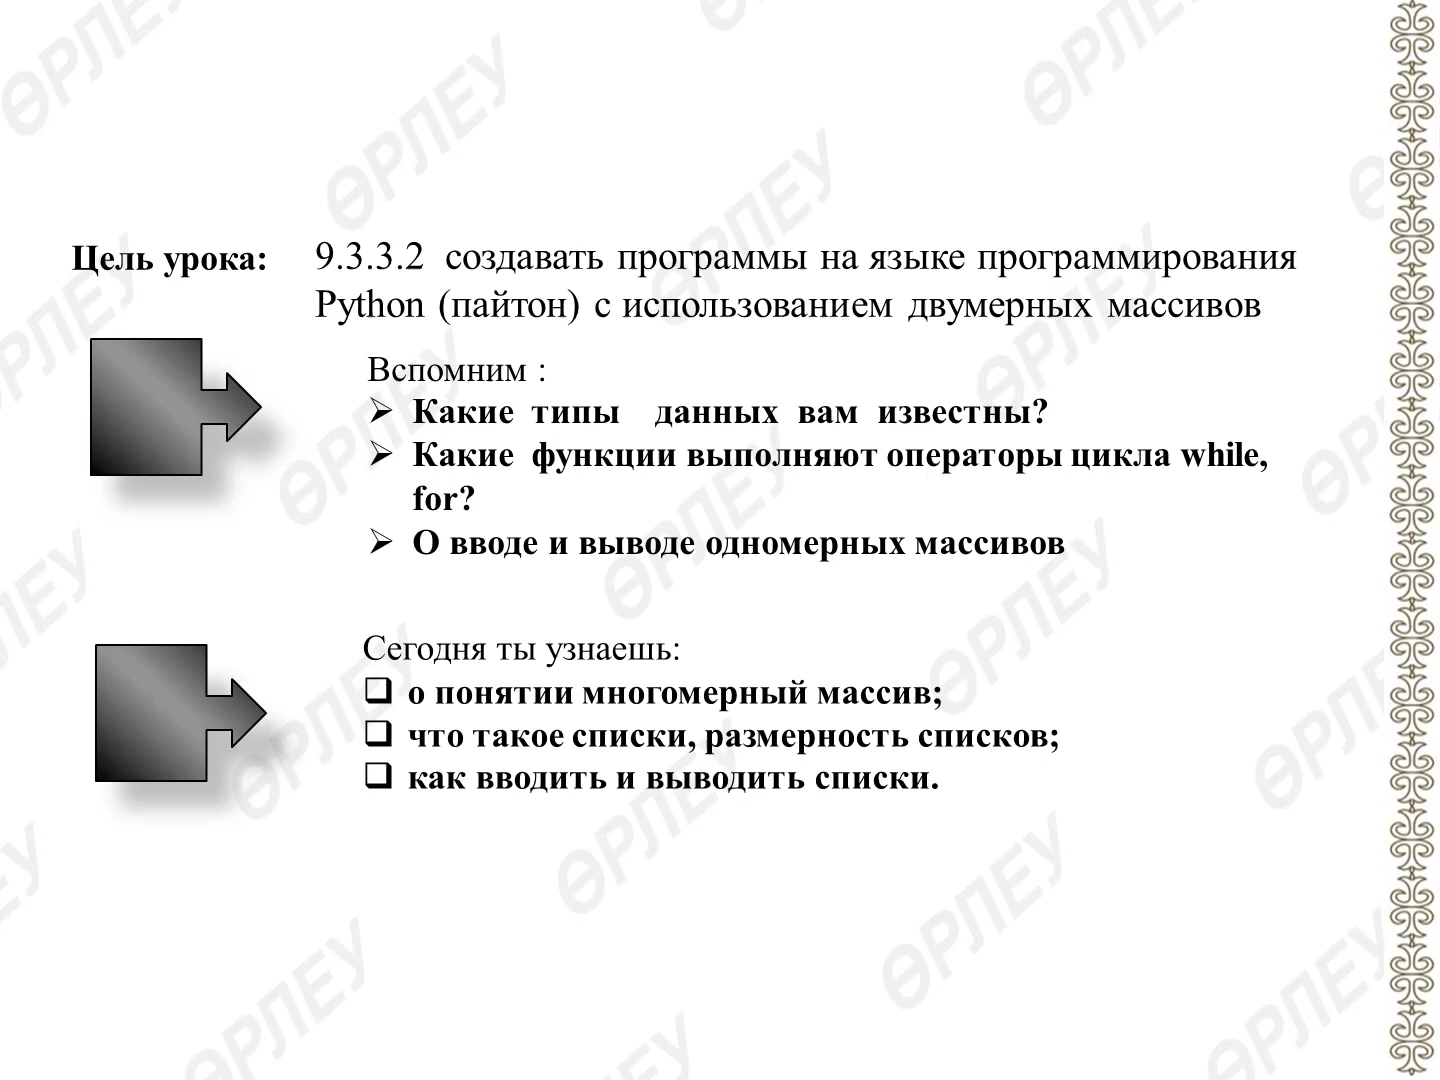 Цель урока: 9.3.3.2 создавать программы на языке программирования
Python (пайтон) с использованием двумерных массивов
Вспомним :
Какие типы данных вам известны?
Какие функции выполняют операторы цикла while,
for?
О вводе и выводе одномерных массивов
Сегодня ты узнаешь:
о понятии многомерный массив;
что такое списки, размерность списков;
как вводить и выводить списки.
ӨРЛЕУ